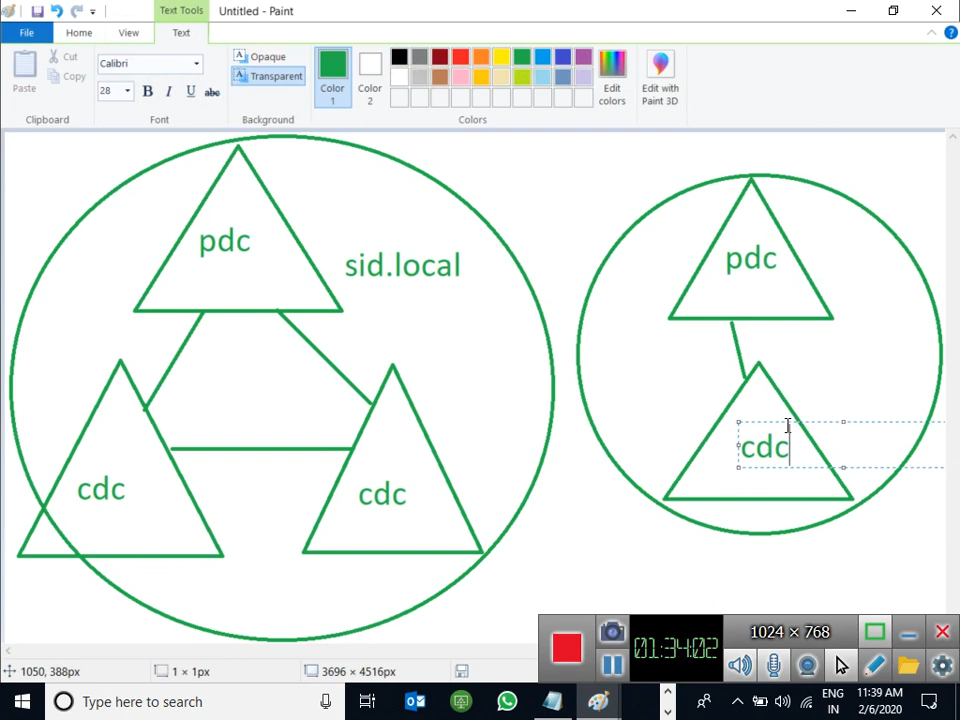 Text Tools
Untitled - Paint
File
Home
View
Text
Paste
Cut
Copy
Clipboard
Calibri
28
B I U abc
Font
Opaque
Transparent
Background
Color 1
Color 2
Colors
Edit colors
Edit with Paint 3D
pdc
sid.local
cdc
cdc
pdc
cdc
1050, 388px
1 × 1px
3696 × 4516px
01:34:02
1024 × 768
Type here to search
ENG
IN
11:39 AM
2/6/2020